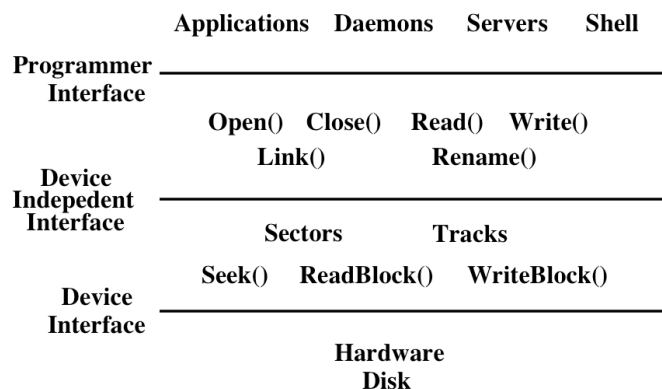 Applications Daemons Servers Shell
Programmer
Interface
Open() Close() Read() Write()
Link() Rename()
Device
Indepedent
Interface
Sectors Tracks
Seek() ReadBlock() WriteBlock()
Device
Interface
Hardware
Disk